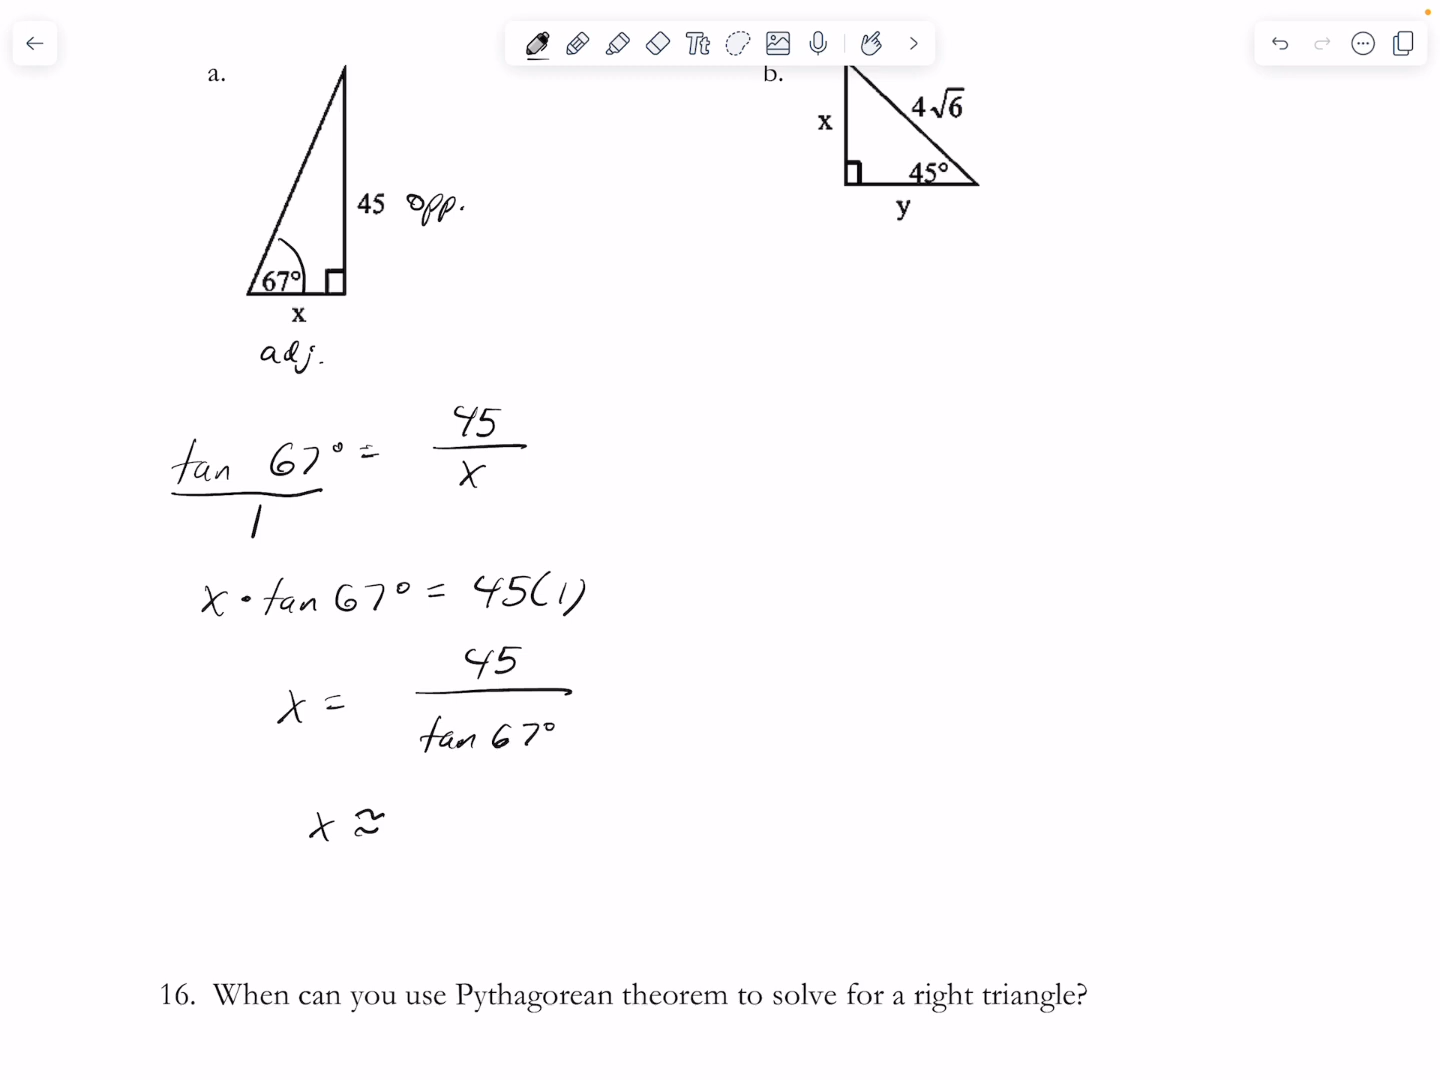 Tt
a.
b.
4√6
x
45°
y
45 opp.
67°
x
adj.
tan 67° = 45/x
1
x • tan 67° = 45(1)
x = 45/tan 67°
x ≈
16. When can you use Pythagorean theorem to solve for a right triangle?